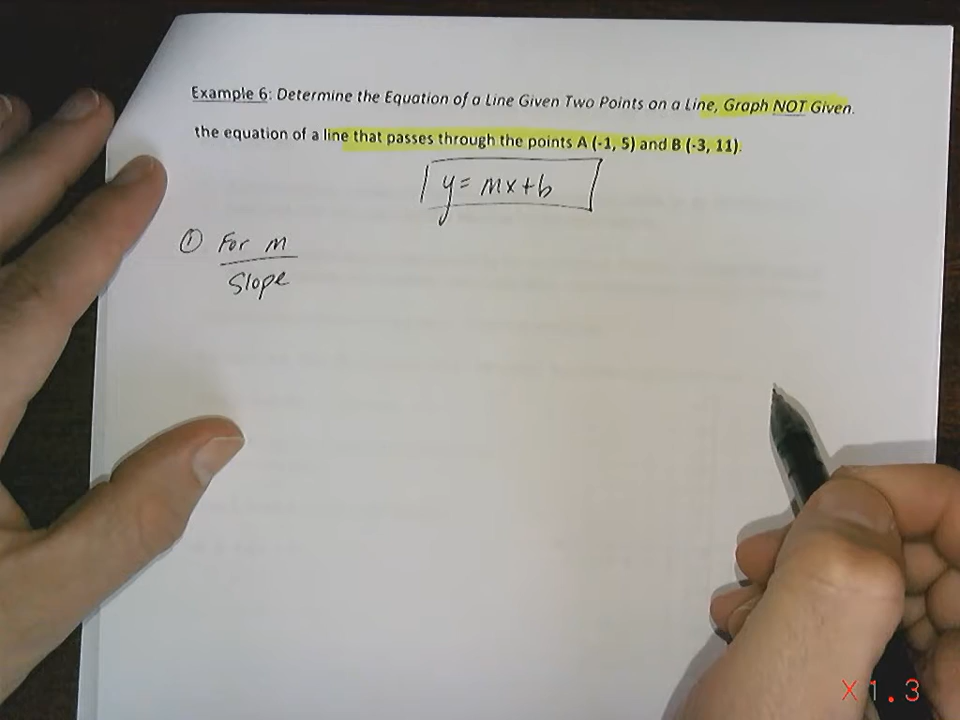 Example 6: Determine the Equation of a Line Given Two Points on a Line, Graph NOT Given.
the equation of a line that passes through the points A (-1, 5) and B (-3, 11).
y = mx+b
① For m
Slope
X1.3